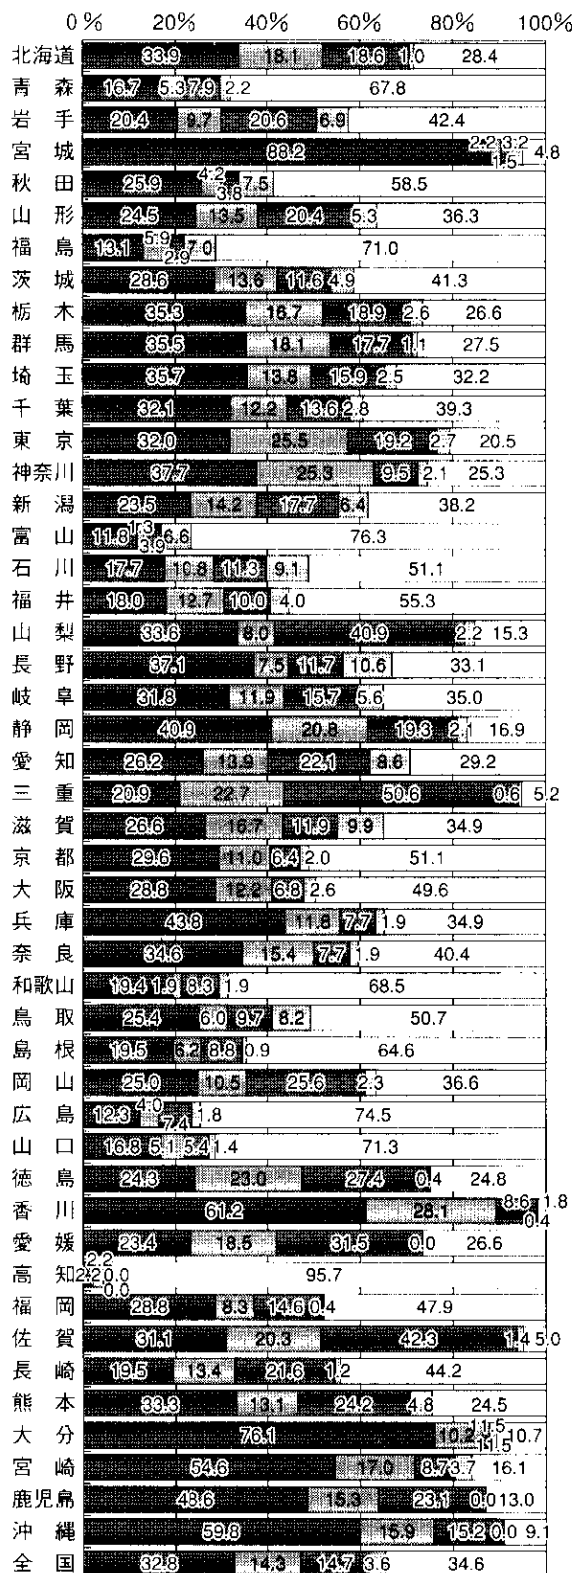 0% 20% 40% 60% 80% 100%
北海道 33.9 18.1 18.6 1.0 28.4
青森 16.7 5.3 7.9 2.2 67.8
岩手 20.4 9.7 20.6 6.9 42.4
宮城 88.2 2.2 1.5 3.2 4.8
秋田 25.9 4.2 3.8 7.5 58.5
山形 24.5 13.5 20.4 5.3 36.3
福島 13.1 5.9 2.9 7.0 71.0
茨城 28.6 13.6 11.6 4.9 41.3
栃木 35.3 16.7 18.9 2.6 26.6
群馬 35.5 18.1 17.7 1.1 27.5
埼玉 35.7 13.8 15.9 2.5 32.2
千葉 32.1 12.2 13.6 2.8 39.3
東京 32.0 25.5 19.2 2.7 20.5
神奈川 37.7 25.3 9.5 2.1 25.3
新潟 23.5 14.2 17.7 6.4 38.2
富山 11.8 1.3 3.9 6.6 76.3
石川 17.7 10.8 11.3 9.1 51.1
福井 18.0 12.7 10.0 4.0 55.3
山梨 33.6 8.0 40.9 2.2 15.3
長野 37.1 7.5 11.7 10.6 33.1
岐阜 31.8 11.9 15.7 5.6 35.0
静岡 40.9 20.8 19.3 2.1 16.9
愛知 26.2 13.9 22.1 8.6 29.2
三重 20.9 22.7 50.6 0.6 5.2
滋賀 26.6 16.7 11.9 9.9 34.9
京都 29.6 11.0 6.4 2.0 51.1
大阪 28.8 12.2 6.8 2.6 49.6
兵庫 43.8 11.8 7.7 1.9 34.9
奈良 34.6 15.4 7.7 1.9 40.4
和歌山 19.4 1.9 8.3 1.9 68.5
鳥取 25.4 6.0 9.7 8.2 50.7
島根 19.5 6.2 8.8 0.9 64.6
岡山 25.0 10.5 25.6 2.3 36.6
広島 12.3 4.0 7.4 1.8 74.5
山口 16.8 5.1 5.4 1.4 71.3
徳島 24.3 23.0 27.4 0.4 24.8
香川 61.2 28.1 8.6 0.4 1.8
愛媛 23.4 18.5 31.5 0.0 26.6
高知 2.2 2.2 0.0 0.0 95.7
福岡 28.8 8.3 14.6 0.4 47.9
佐賀 31.1 20.3 42.3 1.4 5.0
長崎 19.5 13.4 21.6 1.2 44.2
熊本 33.3 13.1 24.2 4.8 24.5
大分 76.1 10.2 1.5 1.5 10.7
宮崎 54.6 17.0 8.7 3.7 16.1
鹿児島 48.6 15.3 23.1 0.0 13.0
沖縄 59.8 15.9 15.2 0.0 9.1
全国 32.8 14.3 14.7 3.6 34.6